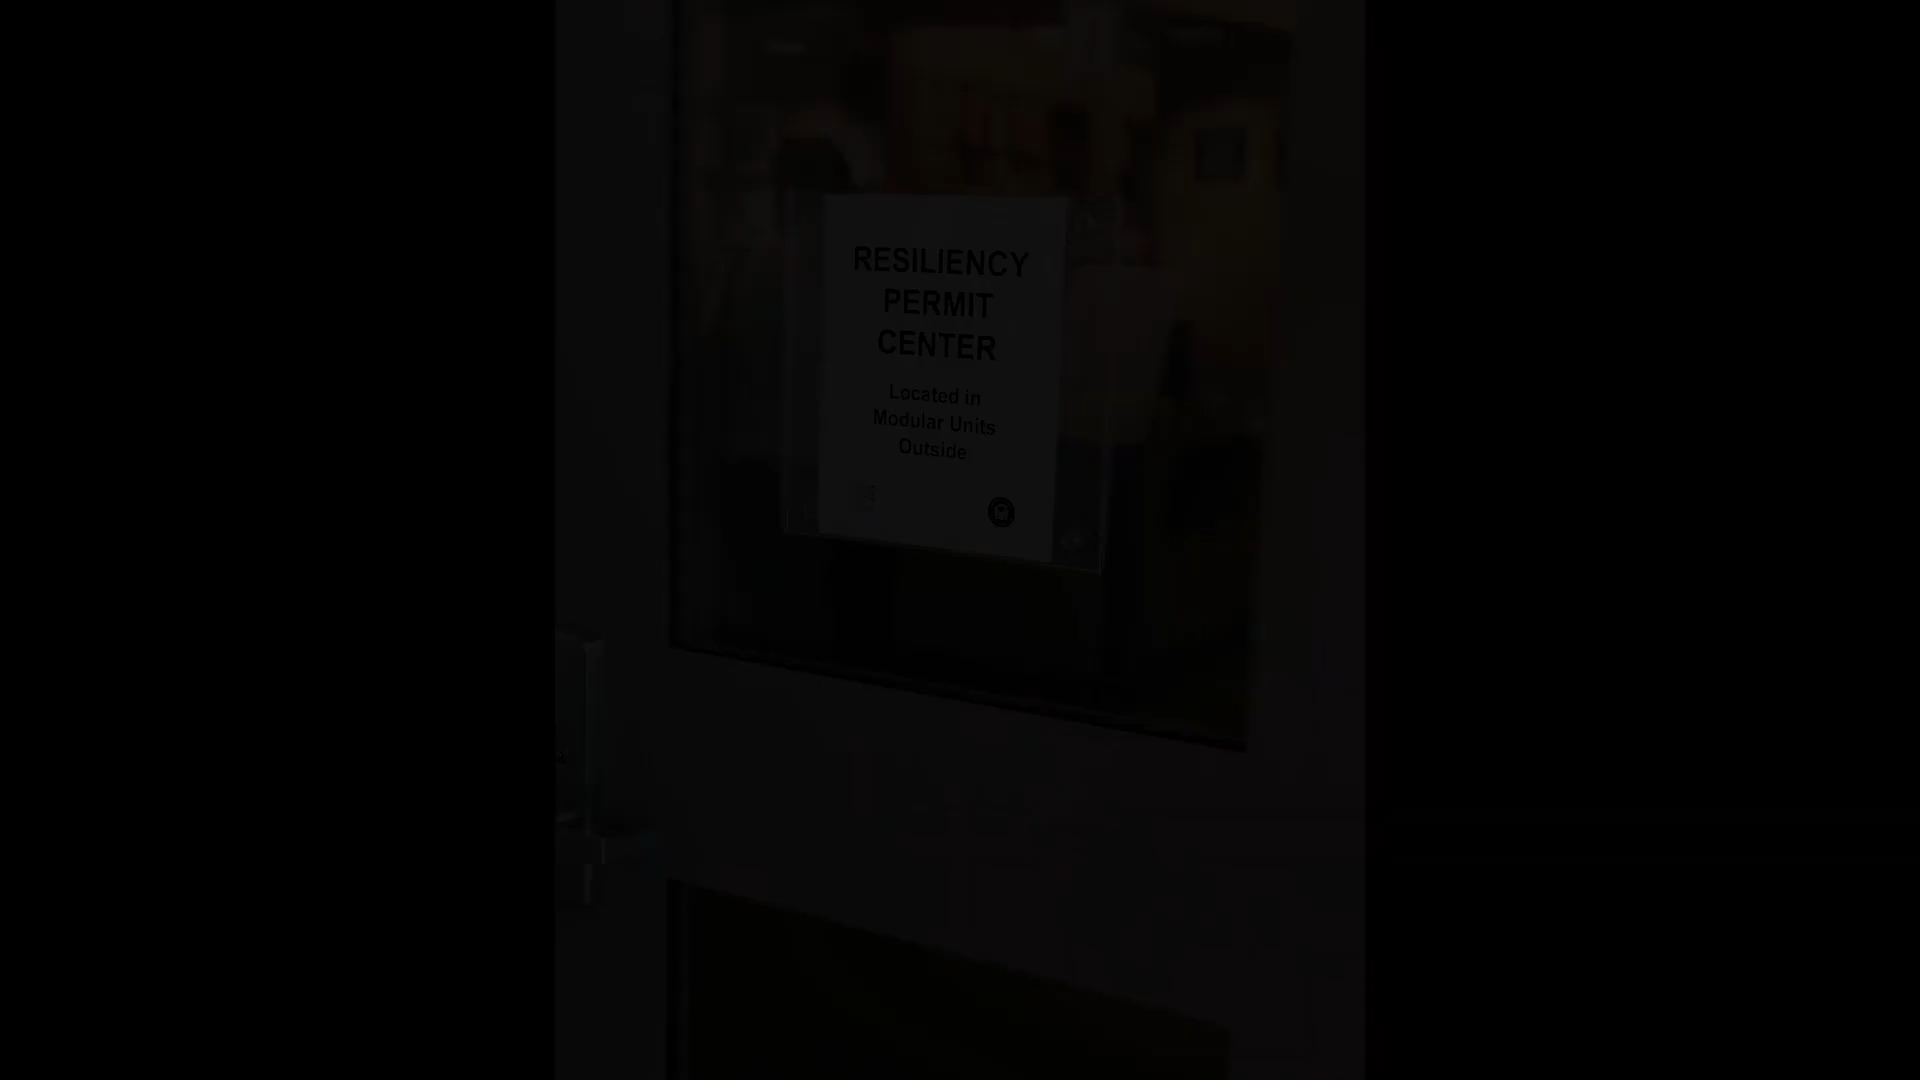 RESILIENCY
PERMIT
CENTER
Located in
Modular Units
Outside